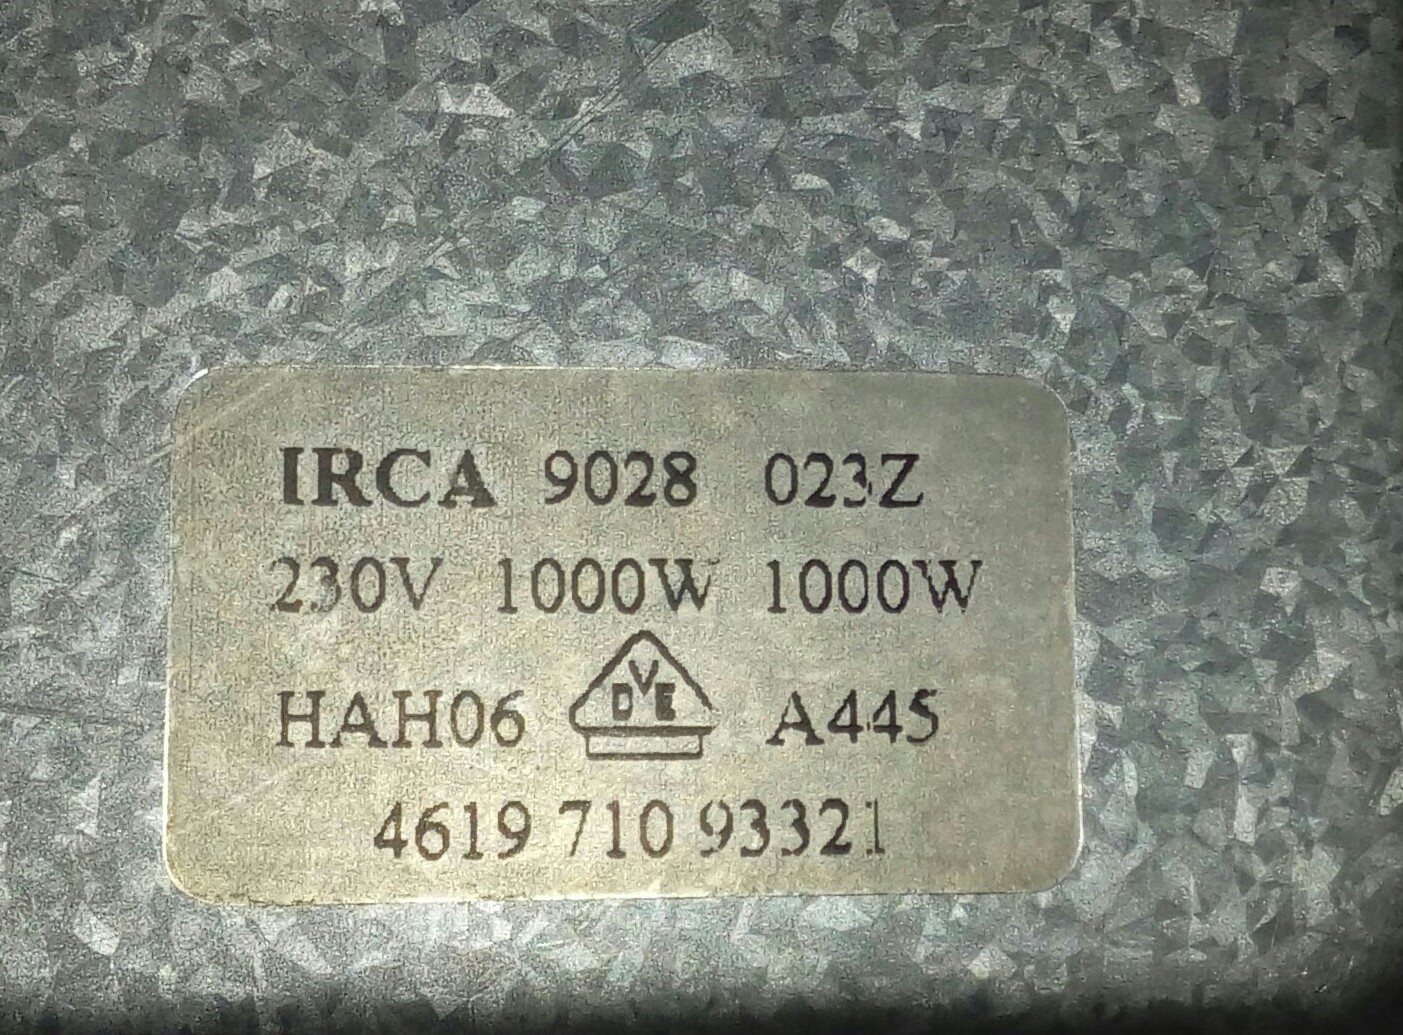 IRCA 9028 023Z
230V 1000W 1000W
HAH06 DVE A445
4619 710 93321